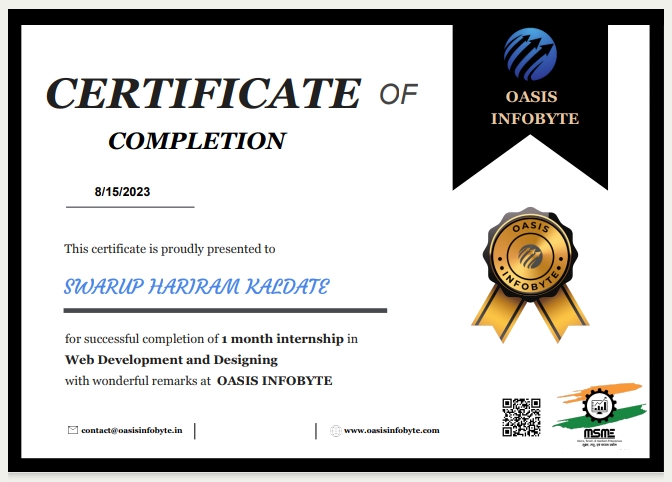 CERTIFICATE OF
COMPLETION
8/15/2023
This certificate is proudly presented to
SWARUP HARIRAM KALDATE
for successful completion of 1 month internship in
Web Development and Designing
with wonderful remarks at OASIS INFOBYTE
contact@oasisinfobyte.in
www.oasisinfobyte.com
OASIS
INFOBYTE
OASIS
INFOBYTE
MSME